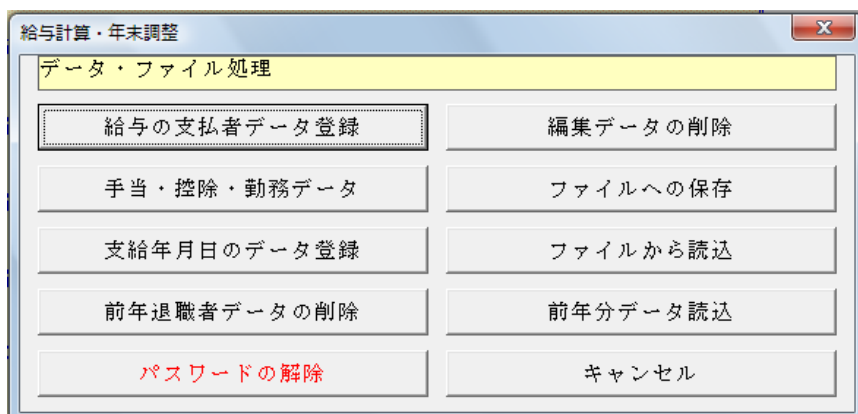 給与計算・年末調整
データ・ファイル処理
給与の支払者データ登録
編集データの削除
手当・控除・勤務データ
ファイルへの保存
支給年月日のデータ登録
ファイルから読込
前年退職者データの削除
前年分データ読込
パスワードの解除
キャンセル